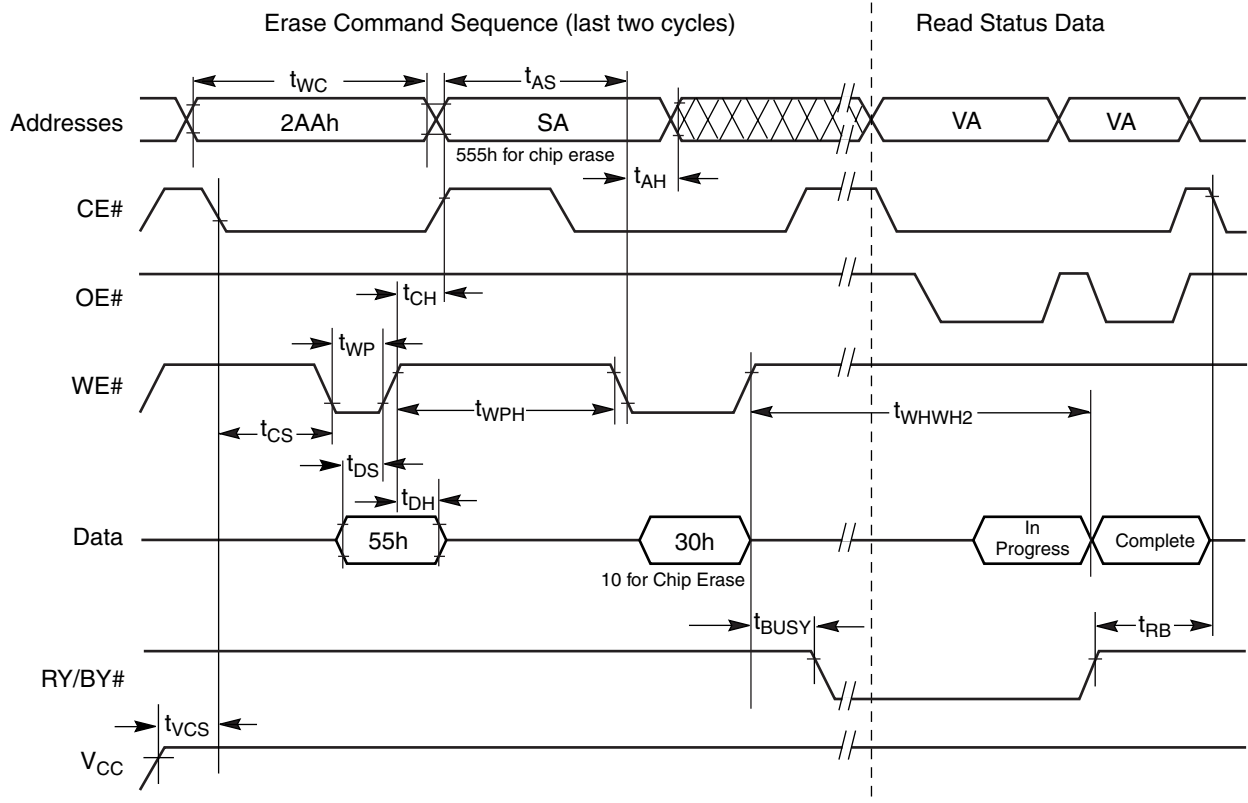 Erase Command Sequence (last two cycles)
Read Status Data
tWC
tAS
Addresses
2AAh
SA
VA
VA
555h for chip erase
tAH
CE#
OE#
tCH
tWP
WE#
tWPH
tWHWH2
tCS
tDS
tDH
Data
55h
30h
In
Progress
Complete
10 for Chip Erase
tBUSY
tRB
RY/BY#
tVCS
VCC